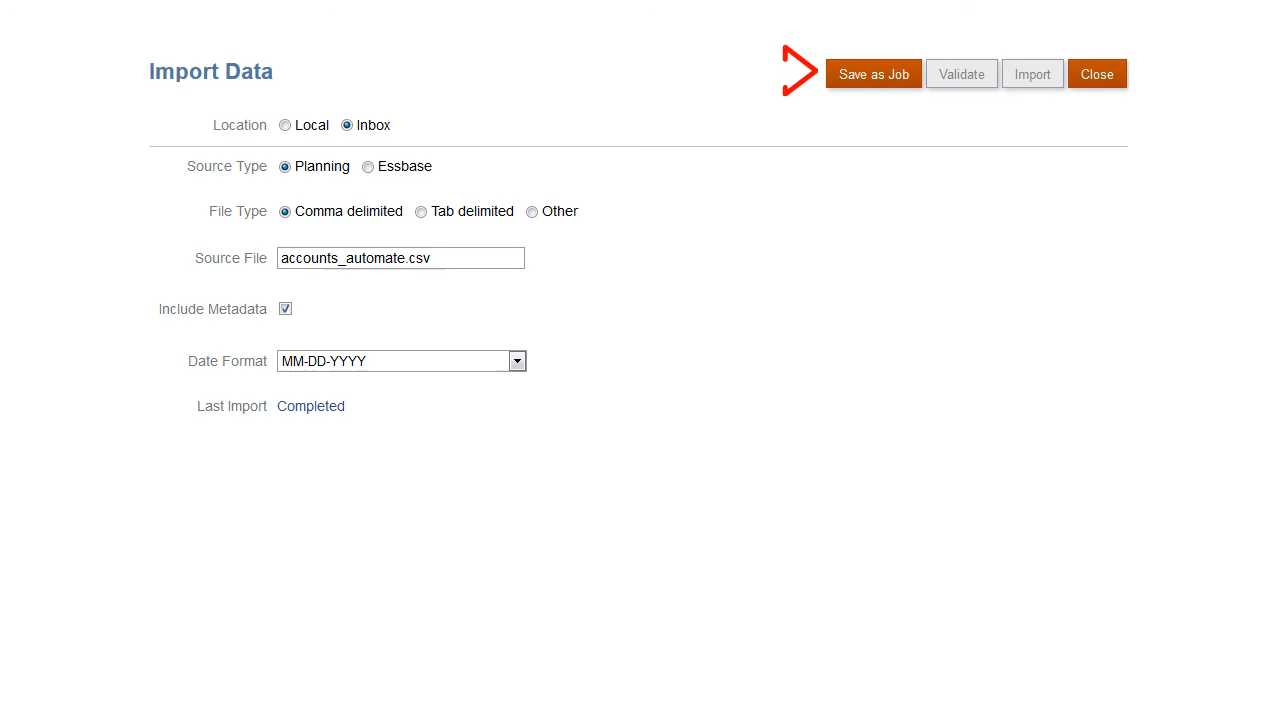 Import Data
Save as Job Validate Import Close
Location Local Inbox
Source Type Planning Essbase
File Type Comma delimited Tab delimited Other
Source File accounts_automate.csv
Include Metadata
Date Format MM-DD-YYYY
Last Import Completed